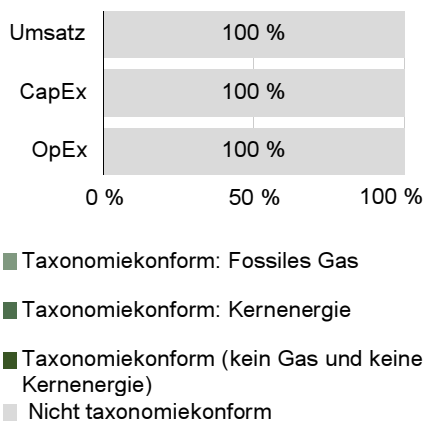 Umsatz 100 %
CapEx 100 %
OpEx 100 %
0 % 50 % 100 %
Taxonomiekonform: Fossiles Gas
Taxonomiekonform: Kernenergie
Taxonomiekonform (kein Gas und keine
Kernenergie)
Nicht taxonomiekonform